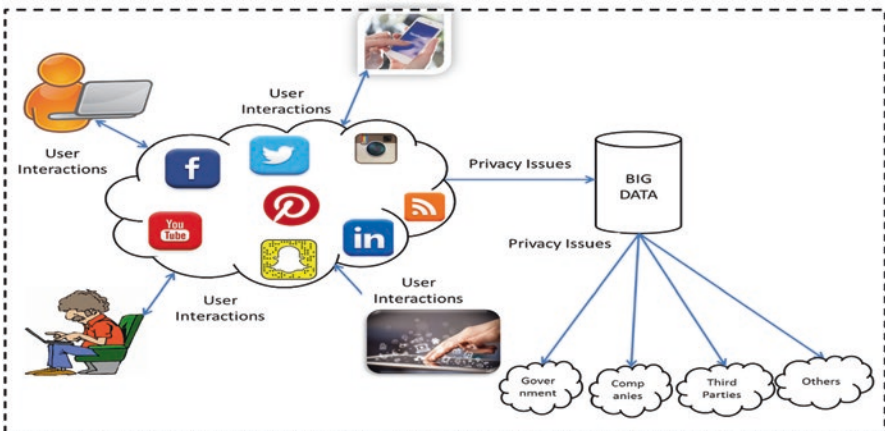 User
Interactions
User
Interactions
f
You
Tube
in
Privacy Issues
BIG
DATA
Privacy Issues
User
Interactions
User
Interactions
Gover
nment
Comp
anies
Third
Parties
Others